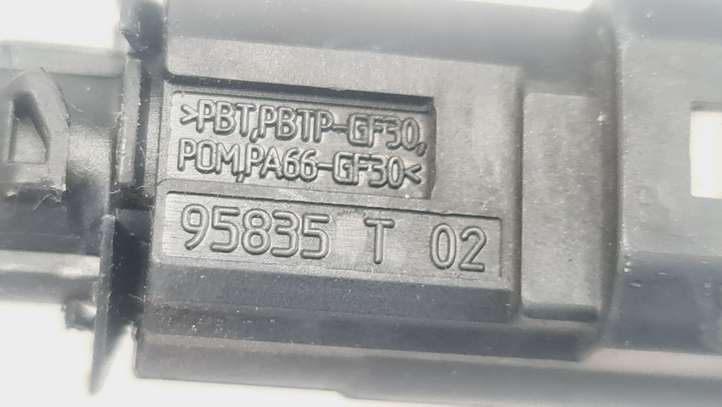 >PBT,PBTP-GF30,
POM,PA66-GF30<
95835 T 02